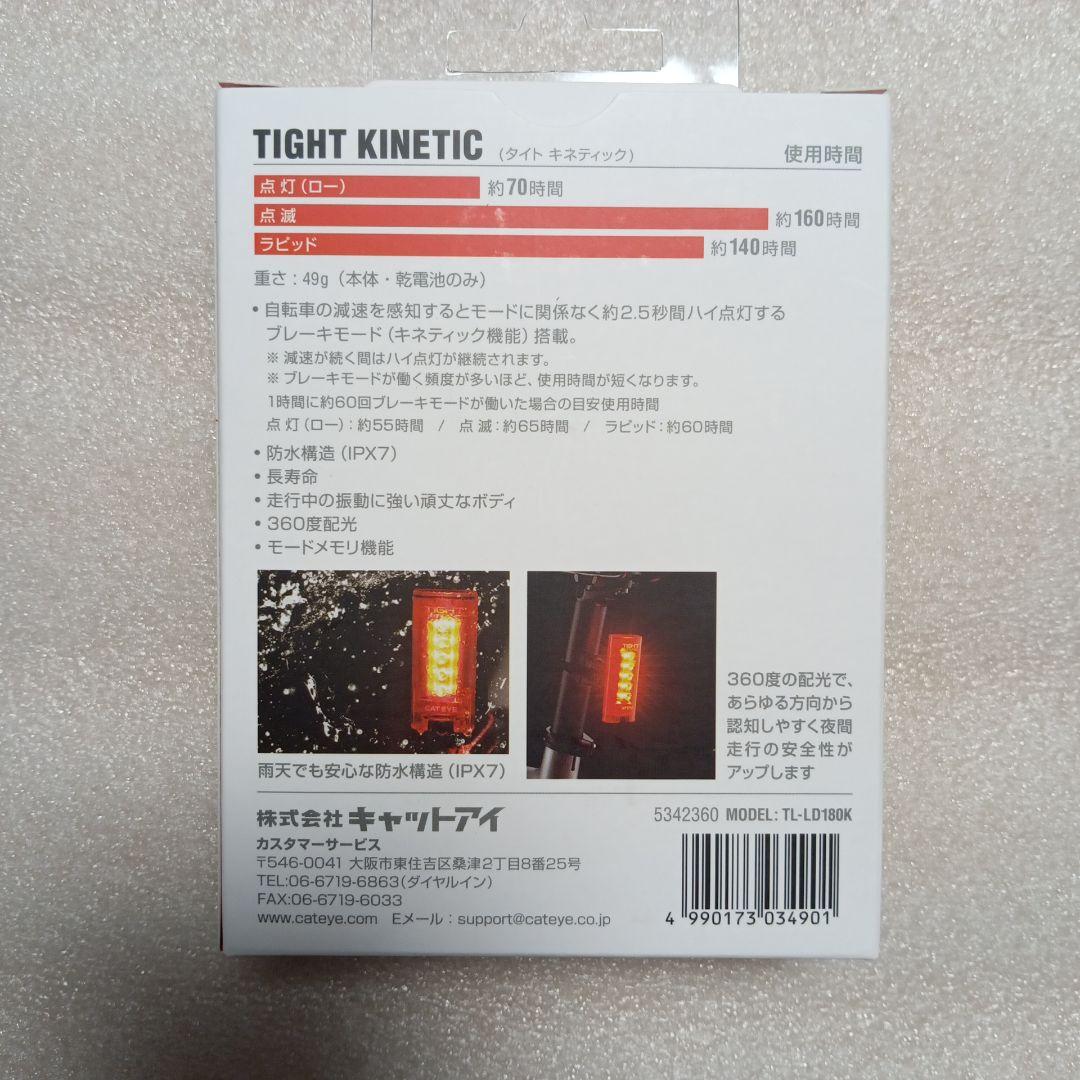 TIGHT KINETIC (タイト キネティック) 使用時間
点灯(ロー) 約70時間
点滅 約160時間
ラピッド 約140時間
重さ : 49g (本体・乾電池のみ)
• 自転車の減速を感知するとモードに関係なく約2.5秒間ハイ点灯する
ブレーキモード (キネティック機能) 搭載。
※ 減速が続く間はハイ点灯が継続されます。
※ ブレーキモードが働く頻度が多いほど、使用時間が短くなります。
1時間に約60回ブレーキモードが働いた場合の目安使用時間
点灯(ロー) : 約55時間 / 点滅 : 約65時間 / ラピッド : 約60時間
• 防水構造 (IPX7)
• 長寿命
• 走行中の振動に強い頑丈なボディ
• 360度配光
• モードメモリ機能
TIGHT
CAT EYE
TIGHT
雨天でも安心な防水構造 (IPX7)
360度の配光で、
あらゆる方向から
認知しやすく夜間
走行の安全性が
アップします
株式会社 キャットアイ
カスタマーサービス
〒546-0041 大阪市東住吉区桑津2丁目8番25号
TEL:06-6719-6863(ダイヤルイン)
FAX:06-6719-6033
www.cateye.com Eメール : support@cateye.co.jp
5342360 MODEL: TL-LD180K
4 990173 034901